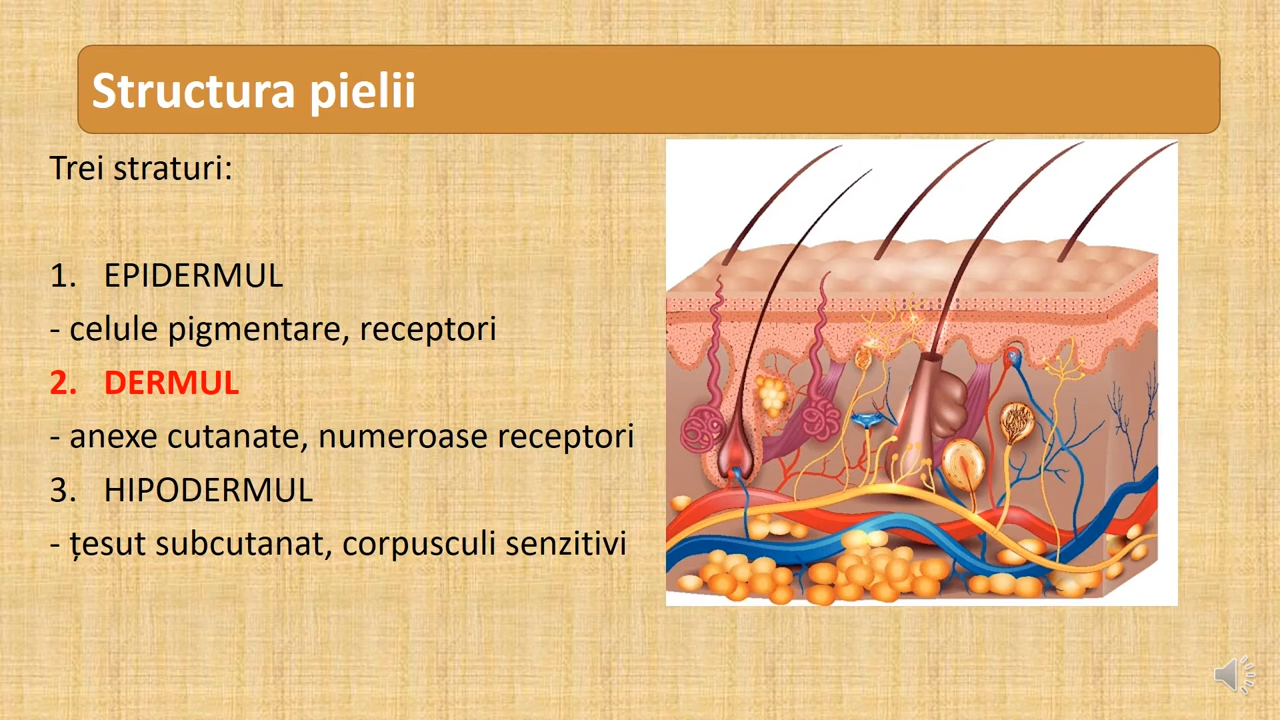 Structura pielii
Trei straturi:
1. EPIDERMUL
- celule pigmentare, receptori
2. DERMUL
- anexe cutanate, numeroase receptori
3. HIPODERMUL
- țesut subcutanat, corpusculi senzitivi